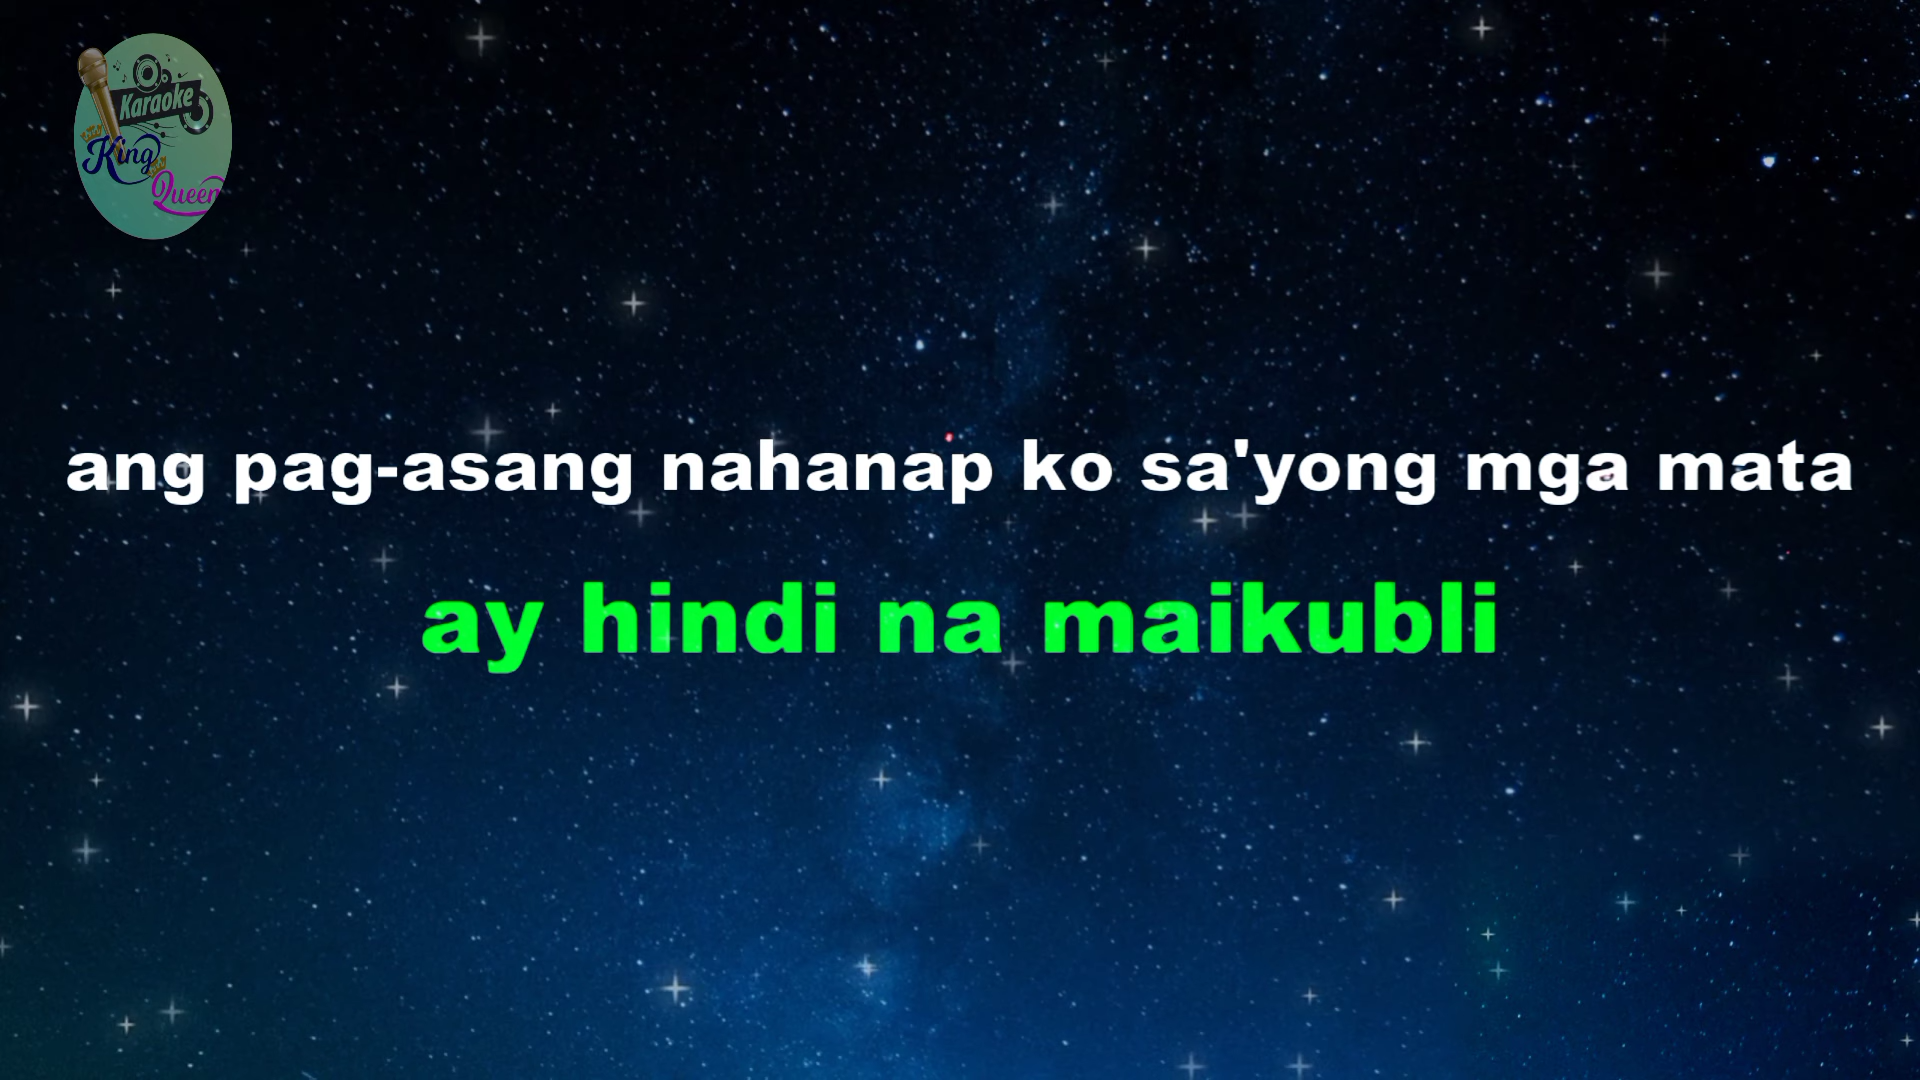 Karaoke
King
Queen
ang pag-asang nahanap ko sa'yong mga mata
ay hindi na maikubli